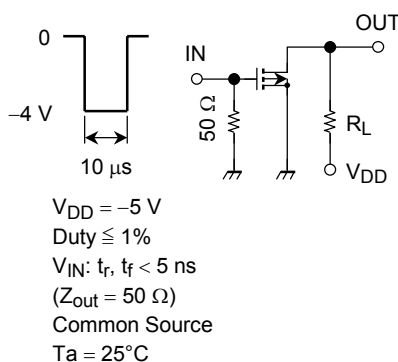 OUT
0
IN
−4 V
50 Ω
R_L
10 μs
V_DD
V_DD = −5 V
Duty ≦ 1%
V_IN: t_r, t_f < 5 ns
(Z_out = 50 Ω)
Common Source
Ta = 25°C